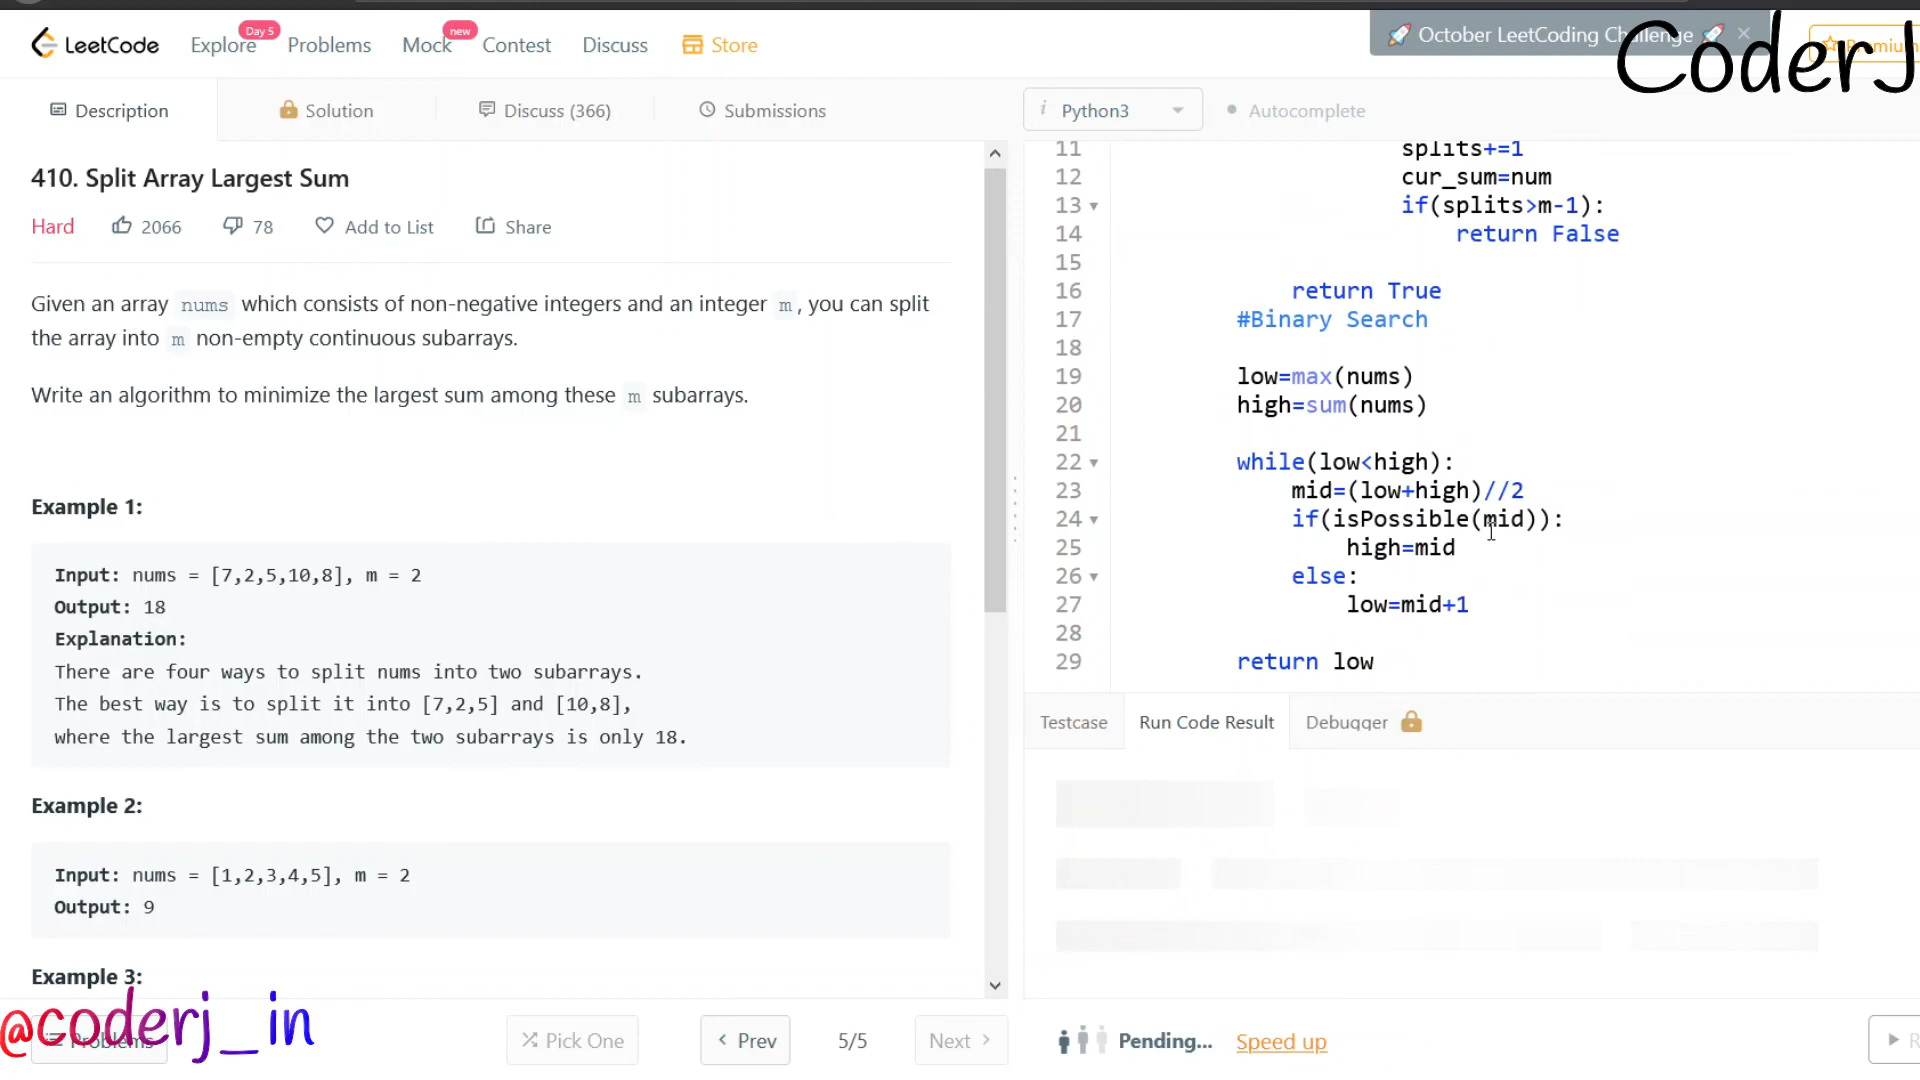 LeetCode Explore Day 5 Problems Mock new Contest Discuss Store
🚀 October LeetCoding Challenge 🚀 ×
CoderJ
Description Solution Discuss (366) Submissions
i Python3 Autocomplete
410. Split Array Largest Sum
Hard 2066 78 Add to List Share
Given an array nums which consists of non-negative integers and an integer m, you can split
the array into m non-empty continuous subarrays.
Write an algorithm to minimize the largest sum among these m subarrays.
Example 1:
Input: nums = [7,2,5,10,8], m = 2
Output: 18
Explanation:
There are four ways to split nums into two subarrays.
The best way is to split it into [7,2,5] and [10,8],
where the largest sum among the two subarrays is only 18.
Example 2:
Input: nums = [1,2,3,4,5], m = 2
Output: 9
Example 3:
11 splits+=1
12 cur_sum=num
13 if(splits>m-1):
14 return False
15
16 return True
17 #Binary Search
18
19 low=max(nums)
20 high=sum(nums)
21
22 while(low<high):
23 mid=(low+high)//2
24 if(isPossible(mid)):
25 high=mid
26 else:
27 low=mid+1
28
29 return low
Testcase Run Code Result Debugger
@coderj_in
Problems
Pick One
< Prev 5/5 Next >
Pending... Speed up